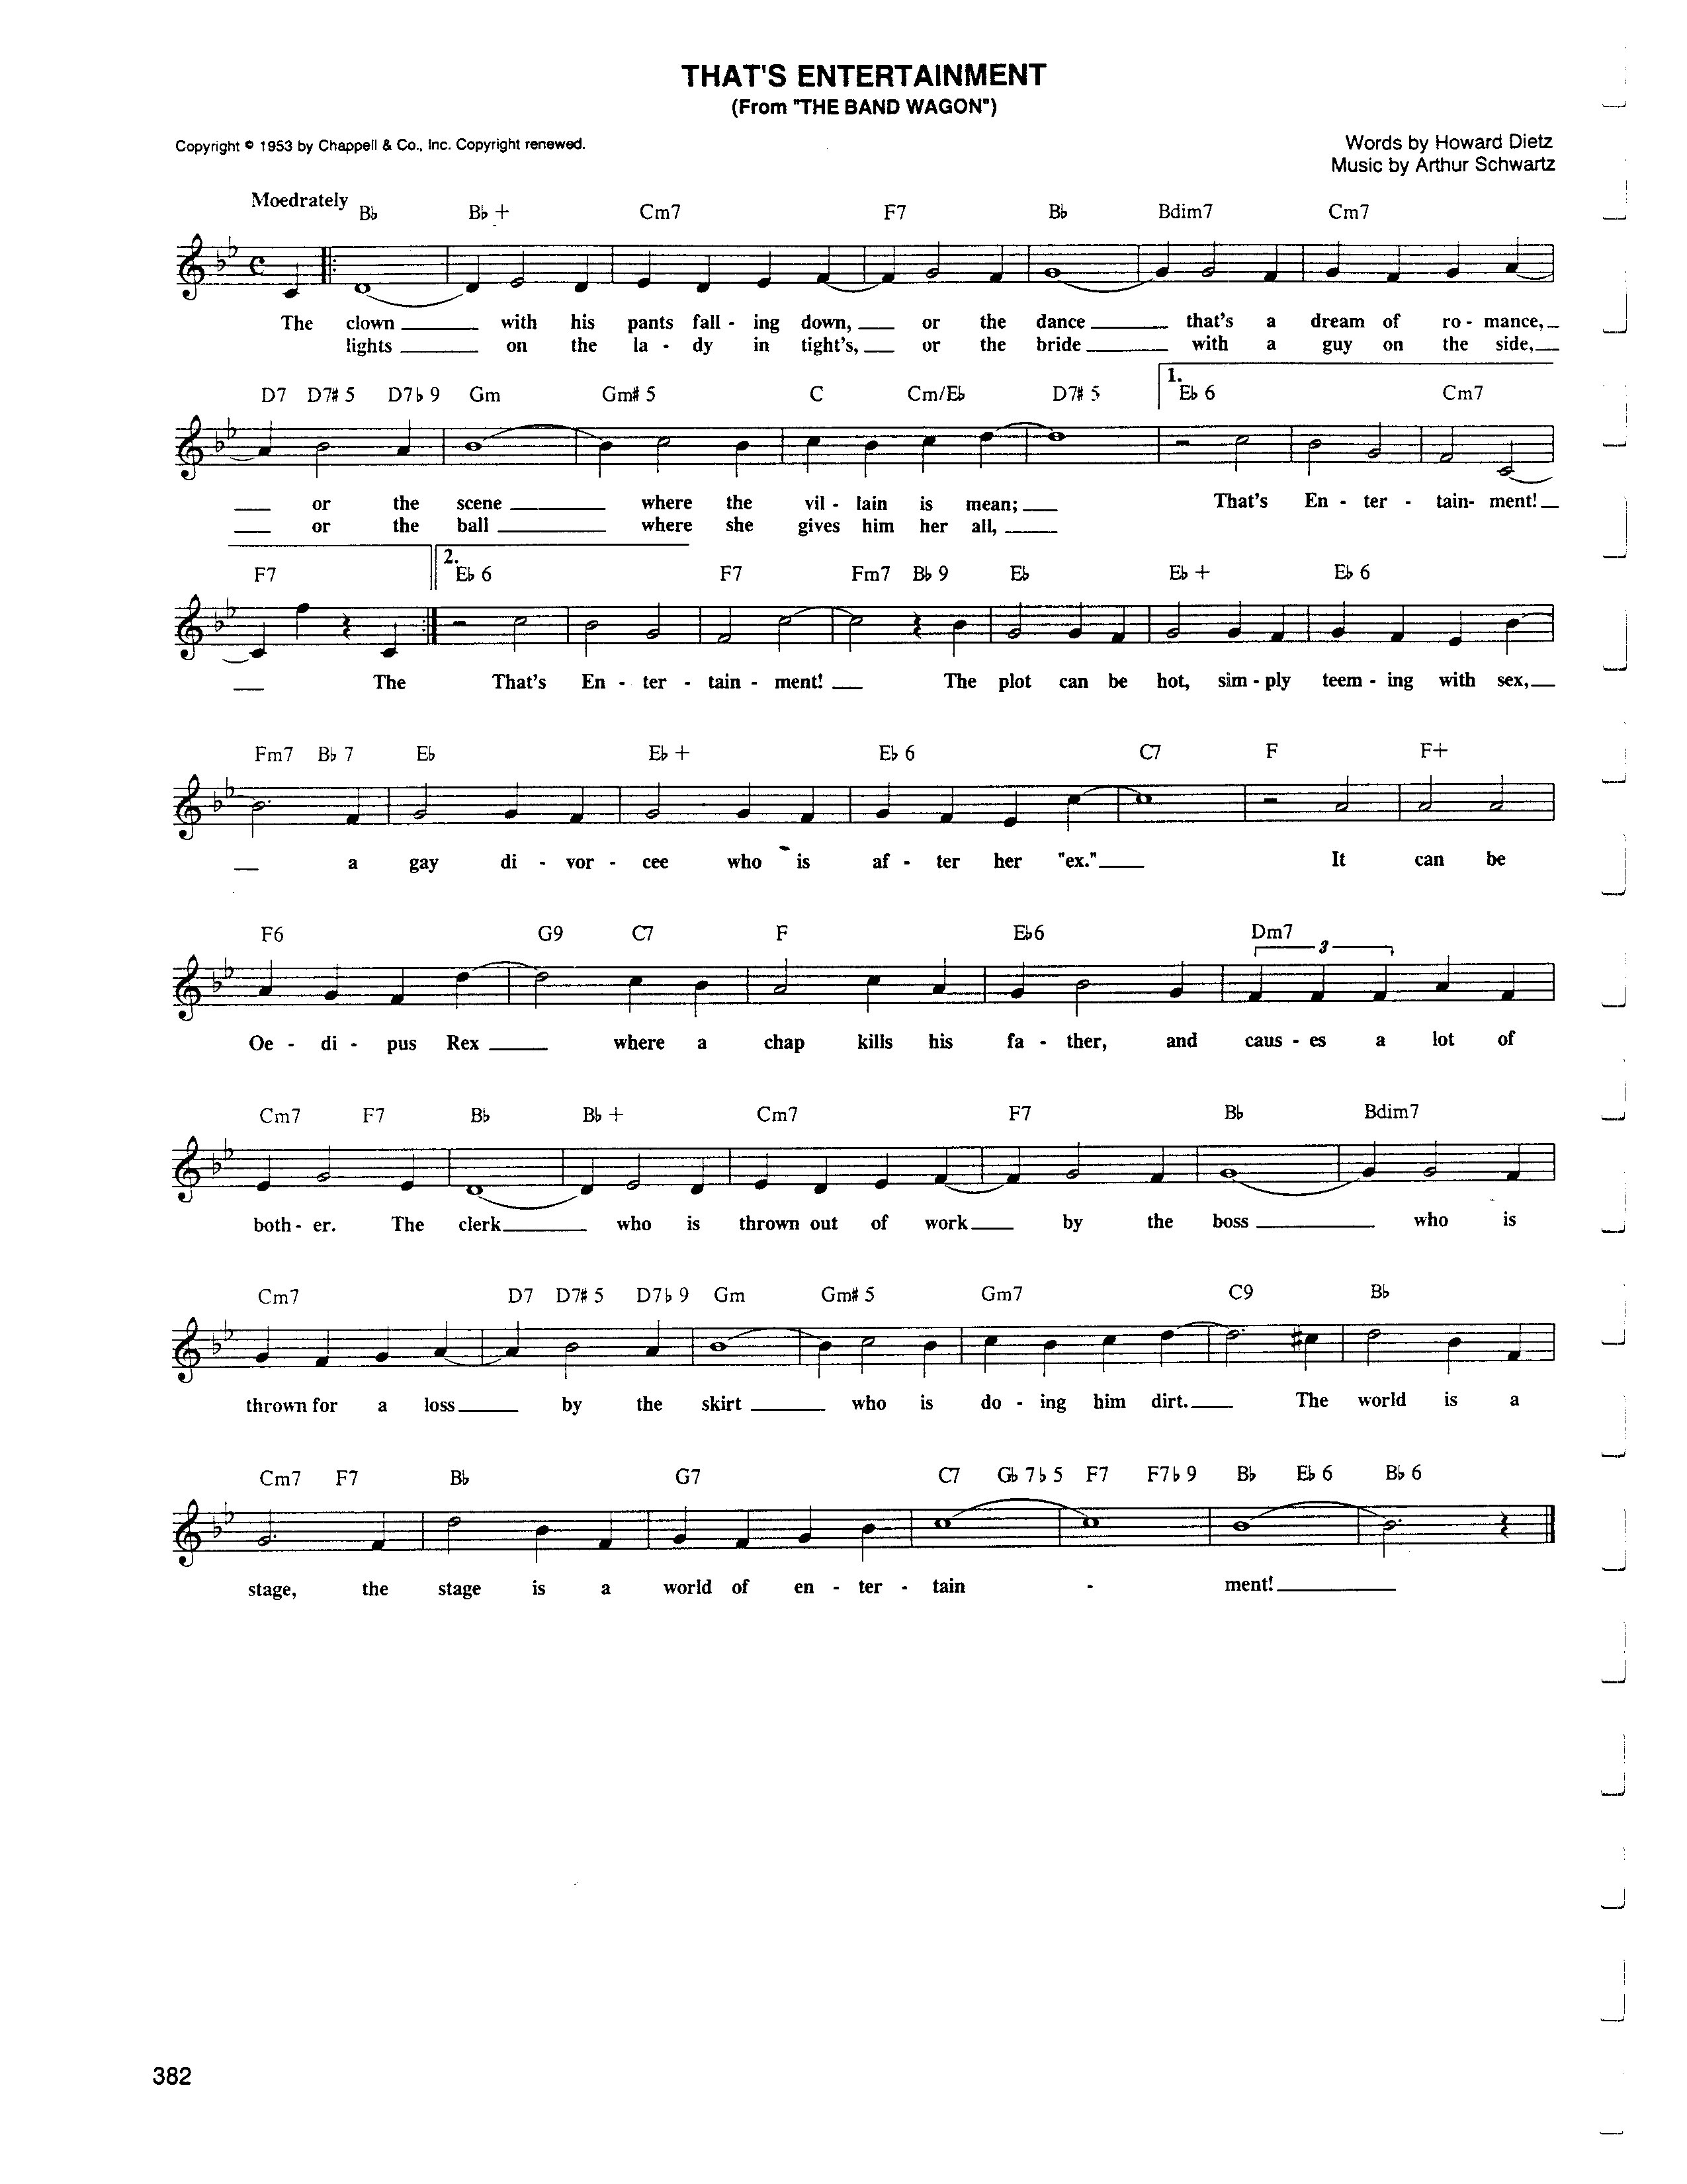 THAT'S ENTERTAINMENT
(From "THE BAND WAGON")
Copyright © 1953 by Chappell & Co., Inc. Copyright renewed.
Words by Howard Dietz
Music by Arthur Schwartz
Moedrately
B♭ B♭ + Cm7 F7 B♭ Bdim7 Cm7
The clown ___ with his pants fall - ing down, ___ or the dance ___ that's a dream of ro - mance, _
lights ___ on the la - dy in tight's, ___ or the bride ___ with a guy on the side, ___
1.
D7 D7# 5 D7♭ 9 Gm Gm# 5 C Cm/E♭ D7# 5 E♭ 6 Cm7
___ or the scene ___ where the vil - lain is mean; ___ That's En - ter - tain- ment! _
___ or the ball ___ where she gives him her all, ___
2.
F7 E♭ 6 F7 Fm7 B♭ 9 E♭ E♭ + E♭ 6
___ The That's En - ter - tain - ment! ___ The plot can be hot, sim - ply teem - ing with sex, ___
Fm7 B♭ 7 E♭ E♭ + E♭ 6 C7 F F+
___ a gay di - vor - cee who is af - ter her "ex." ___ It can be
F6 G9 C7 F E♭6 Dm7
3
Oe - di - pus Rex ___ where a chap kills his fa - ther, and caus - es a lot of
Cm7 F7 B♭ B♭ + Cm7 F7 B♭ Bdim7
both - er. The clerk ___ who is thrown out of work ___ by the boss ___ who is
Cm7 D7 D7# 5 D7♭ 9 Gm Gm# 5 Gm7 C9 B♭
thrown for a loss ___ by the skirt ___ who is do - ing him dirt. ___ The world is a
Cm7 F7 B♭ G7 C7 G♭ 7♭ 5 F7 F7♭ 9 B♭ E♭ 6 B♭ 6
stage, the stage is a world of en - ter - tain - ment! ___
382